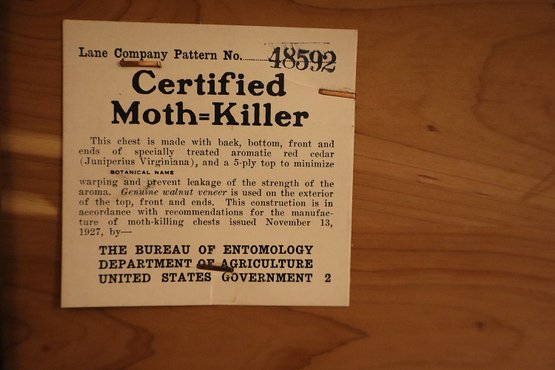 Lane Company Pattern No. 48592
Certified
Moth=Killer
This chest is made with back, bottom, front and
ends of specially treated aromatic red cedar
(Juniperius Virginiana), and a 5-ply top to minimize
BOTANICAL NAME
warping and prevent leakage of the strength of the
aroma. Genuine walnut veneer is used on the exterior
of the top, front and ends. This construction is in
accordance with recommendations for the manufac-
ture of moth-killing chests issued November 13,
1927, by—
THE BUREAU OF ENTOMOLOGY
DEPARTMENT OF AGRICULTURE
UNITED STATES GOVERNMENT 2